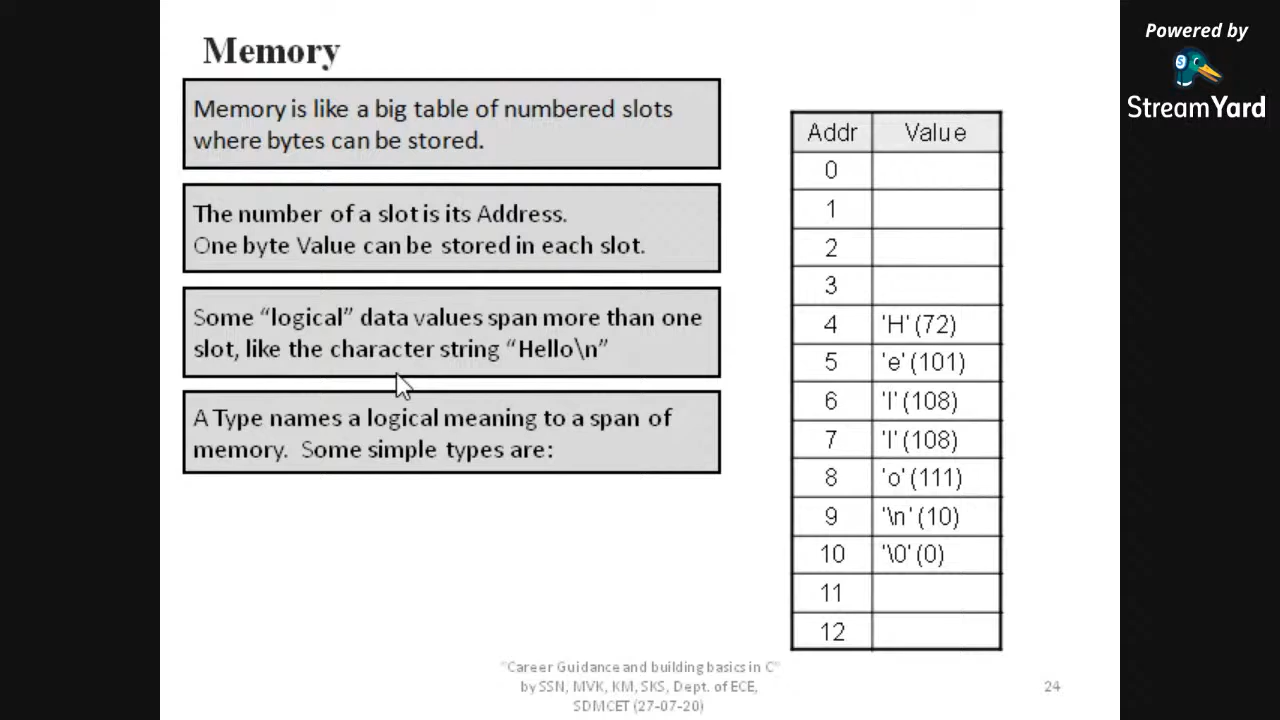 Memory
Powered by
StreamYard
Memory is like a big table of numbered slots
where bytes can be stored.
The number of a slot is its Address.
One byte Value can be stored in each slot.
Some “logical” data values span more than one
slot, like the character string “Hello\n”
A Type names a logical meaning to a span of
memory. Some simple types are:
Addr Value
0
1
2
3
4 'H' (72)
5 'e' (101)
6 'l' (108)
7 'l' (108)
8 'o' (111)
9 '\n' (10)
10 '\0' (0)
11
12
"Career Guidance and building basics in C"
by SSN, MVK, KM, SKS, Dept. of ECE,
SDMCET (27-07-20)
24